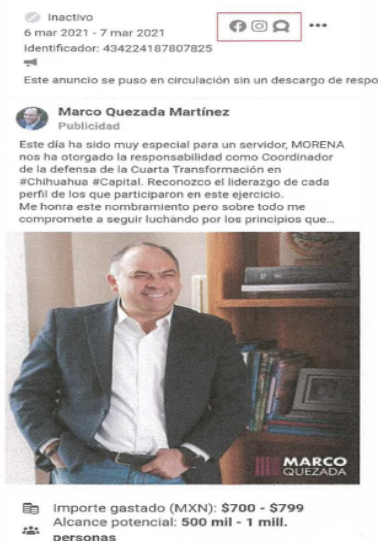 Inactivo
6 mar 2021 - 7 mar 2021
Identificador: 434224187807825
Este anuncio se puso en circulación sin un descargo de respo
Marco Quezada Martínez
Publicidad
Este día ha sido muy especial para un servidor, MORENA
nos ha otorgado la responsabilidad como Coordinador
de la defensa de la Cuarta Transformación en
#Chihuahua #Capital. Reconozco el liderazgo de cada
perfil de los que participaron en este ejercicio.
Me honra este nombramiento pero sobre todo me
compromete a seguir luchando por los principios que...
MARCO
QUEZADA
Importe gastado (MXN): $700 - $799
Alcance potencial: 500 mil - 1 mill.
personas